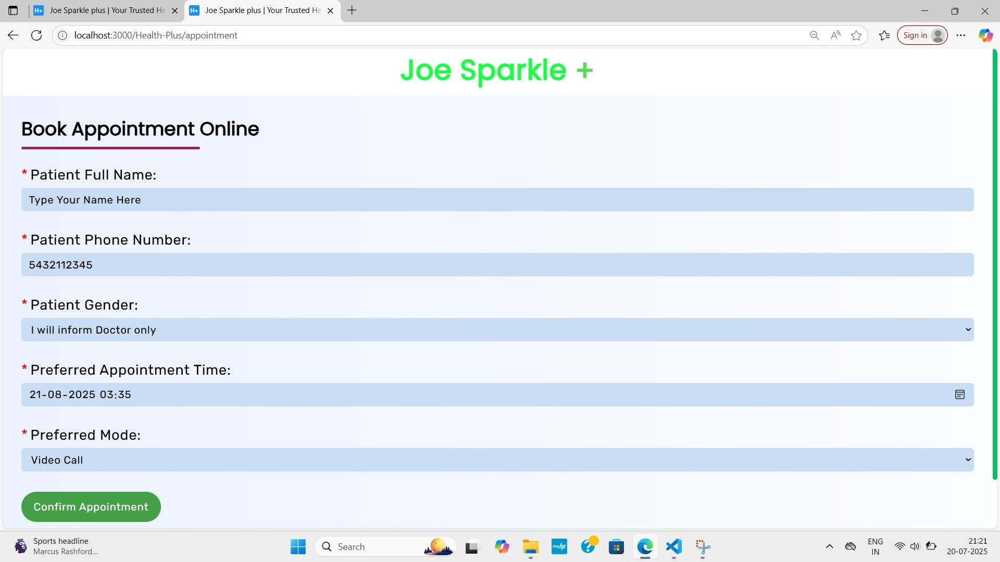 Joe Sparkle plus | Your Trusted He
Joe Sparkle plus | Your Trusted He
localhost:3000/Health-Plus/appointment
Sign in
Joe Sparkle +
Book Appointment Online
* Patient Full Name:
Type Your Name Here
* Patient Phone Number:
5432112345
* Patient Gender:
I will inform Doctor only
* Preferred Appointment Time:
21-08-2025 03:35
* Preferred Mode:
Video Call
Confirm Appointment
Sports headline
Marcus Rashford...
Search
myhp
ENG
IN
21:21
20-07-2025